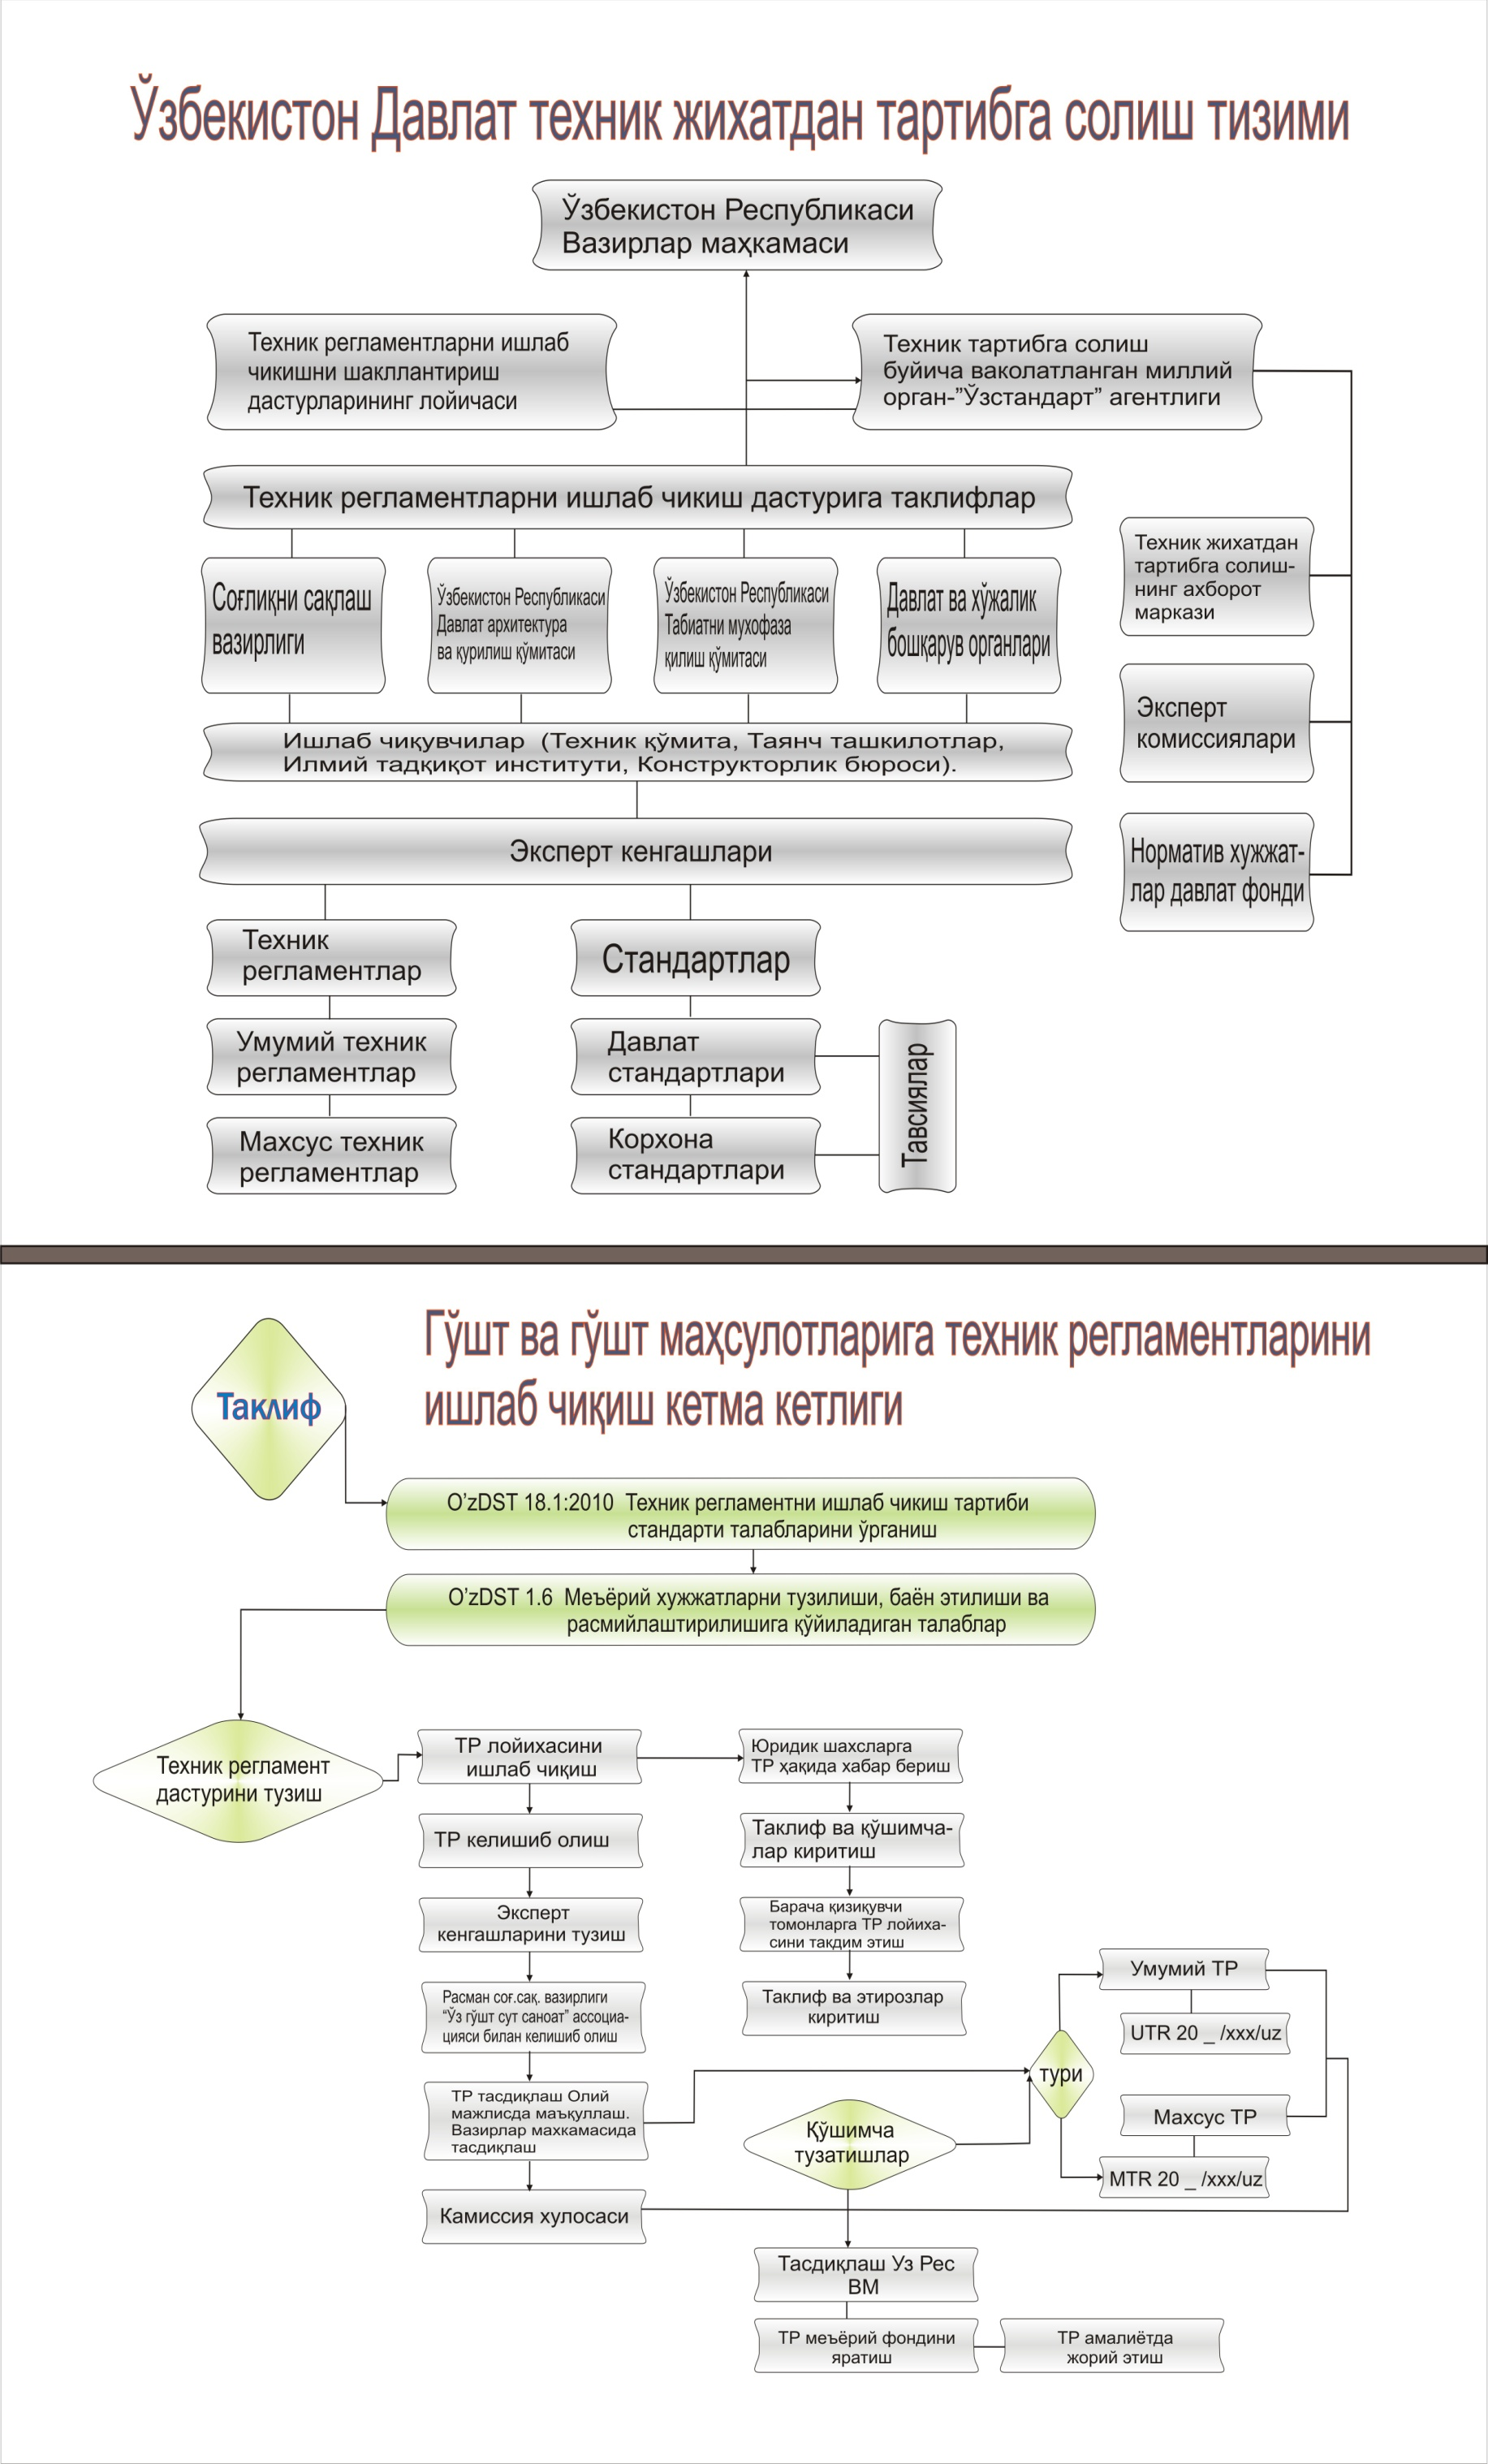 Ўзбекистон Давлат техник жихатдан тартибга солиш тизими
Ўзбекистон Республикаси
Вазирлар маҳкамаси
Техник регламентларни ишлаб
чикишни шакллантириш
дастурларининг лойичаси
Техник тартибга солиш
буйича ваколатланган миллий
орган-”Ўзстандарт” агентлиги
Техник регламентларни ишлаб чикиш дастурига таклифлар
Соғлиқни сақлаш
вазирлиги
Ўзбекистон Республикаси
Давлат архитектура
ва қурилиш қўмитаси
Ўзбекистон Республикаси
Табиатни мухофаза
қилиш қўмитаси
Давлат ва хўжалик
бошқарув органлари
Техник жихатдан
тартибга солиш-
нинг ахборот
маркази
Эксперт
комиссиялари
Норматив хужжат-
лар давлат фонди
Ишлаб чиқувчилар (Техник қўмита, Таянч ташкилотлар,
Илмий тадқиқот институти, Конструкторлик бюроси).
Эксперт кенгашлари
Техник
регламентлар
Умумий техник
регламентлар
Махсус техник
регламентлар
Стандартлар
Давлат
стандартлари
Корхона
стандартлари
Тавсиялар
Гўшт ва гўшт маҳсулотларига техник регламентларини
ишлаб чиқиш кетма кетлиги
Таклиф
O’zDST 18.1:2010 Техник регламентни ишлаб чикиш тартиби
стандарти талабларини ўрганиш
O’zDST 1.6 Меъёрий хужжатларни тузилиши, баён этилиши ва
расмийлаштирилишига қўйиладиган талаблар
Техник регламент
дастурини тузиш
ТР лойихасини
ишлаб чиқиш
ТР келишиб олиш
Эксперт
кенгашларини тузиш
Расман соғ.сақ. вазирлиги
“Ўз гўшт сут саноат” ассоциа-
цияси билан келишиб олиш
ТР тасдиқлаш Олий
мажлисда маъқуллаш.
Вазирлар махкамасида
тасдиқлаш
Камиссия хулосаси
Юридик шахсларга
ТР ҳақида хабар бериш
Таклиф ва қўшимча-
лар киритиш
Барача қизиқувчи
томонларга ТР лойиха-
сини такдим этиш
Таклиф ва этирозлар
киритиш
Қўшимча
тузатишлар
тури
Умумий ТР
UTR 20 _ /xxx/uz
Махсус ТР
MTR 20 _ /xxx/uz
Тасдиқлаш Уз Рес
ВМ
ТР меъёрий фондини
яратиш
ТР амалиётда
жорий этиш